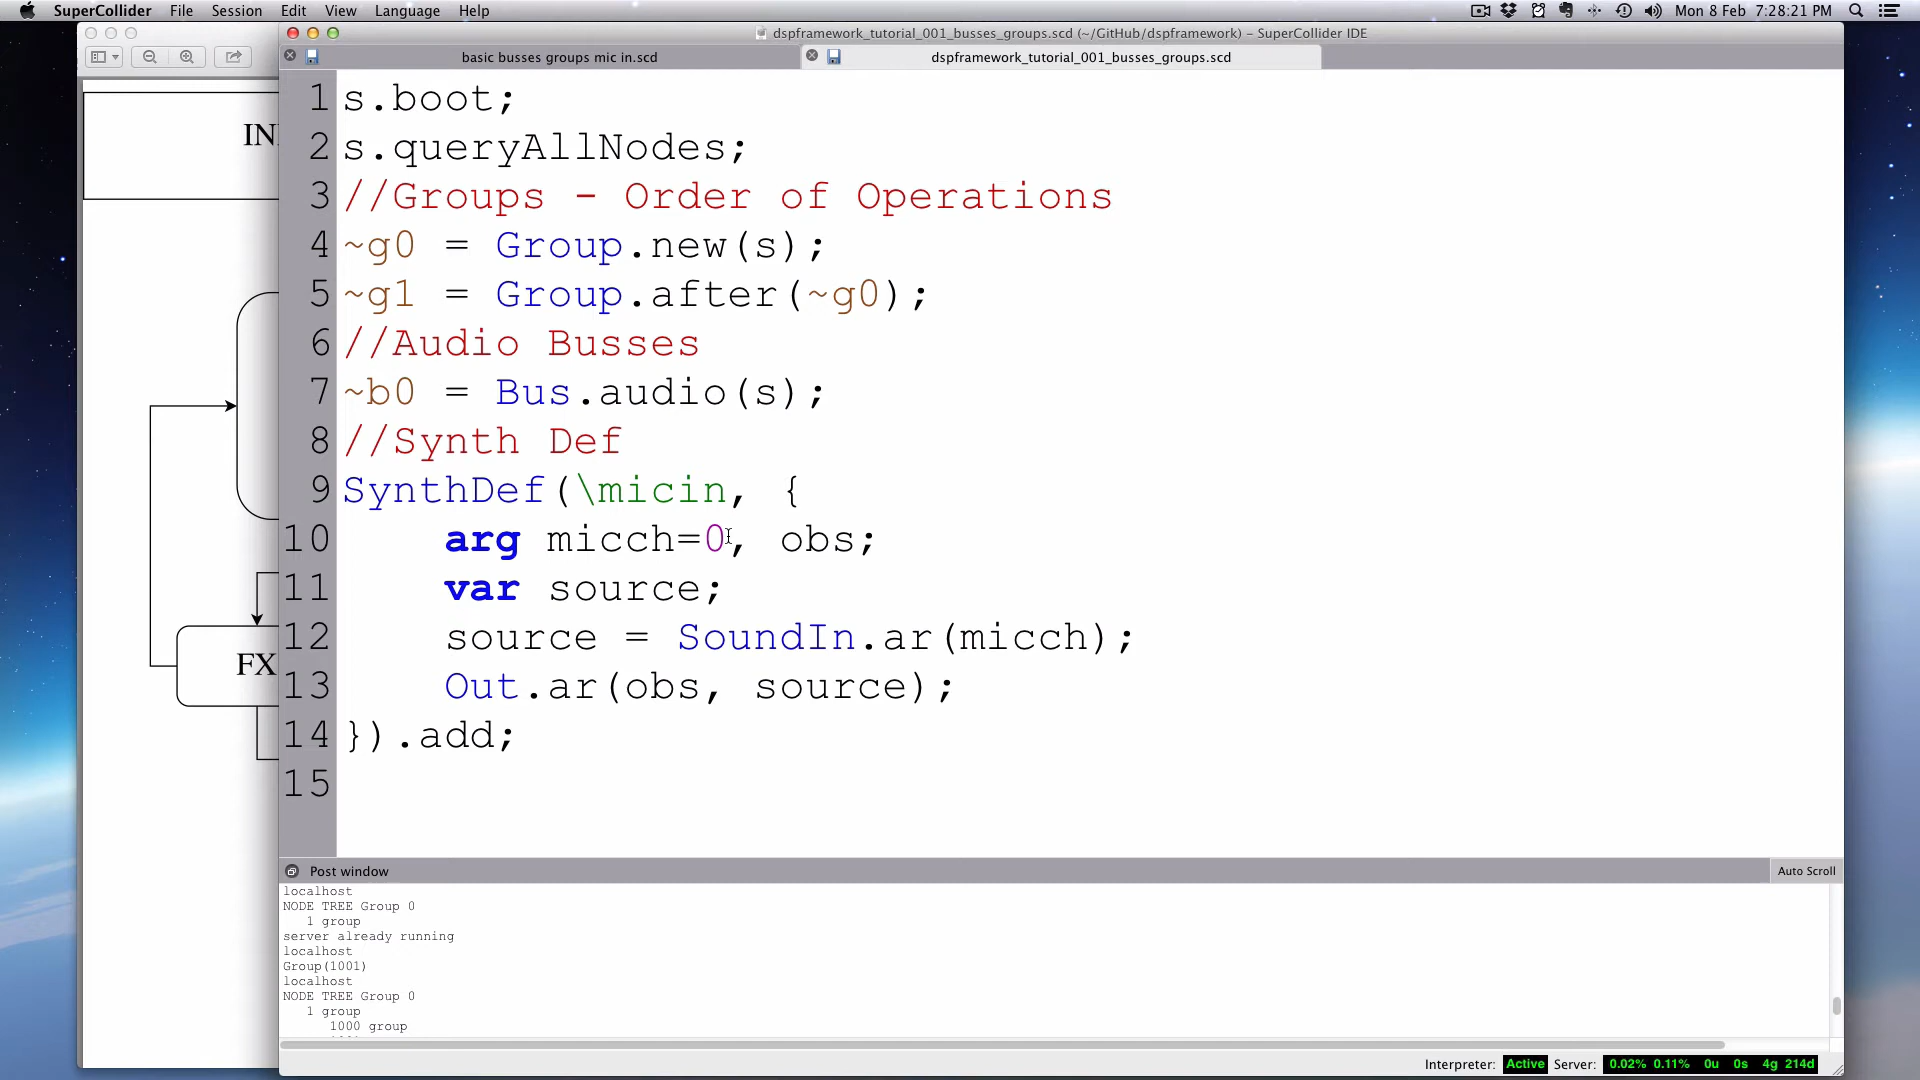 SuperCollider File Session Edit View Language Help Mon 8 Feb 7:28:21 PM
dspframework_tutorial_001_busses_groups.scd (~/GitHub/dspframework) – SuperCollider IDE
basic busses groups mic in.scd dspframework_tutorial_001_busses_groups.scd
1 s.boot;
2 s.queryAllNodes;
3 //Groups - Order of Operations
4 ~g0 = Group.new(s);
5 ~g1 = Group.after(~g0);
6 //Audio Busses
7 ~b0 = Bus.audio(s);
8 //Synth Def
9 SynthDef(\micin, {
10 arg micch=0, obs;
11 var source;
12 source = SoundIn.ar(micch);
13 Out.ar(obs, source);
14 }).add;
15
IN
FX
Post window Auto Scroll
localhost
NODE TREE Group 0
1 group
server already running
localhost
Group(1001)
localhost
NODE TREE Group 0
1 group
1000 group
Interpreter: Active Server: 0.02% 0.11% 0u 0s 4g 214d